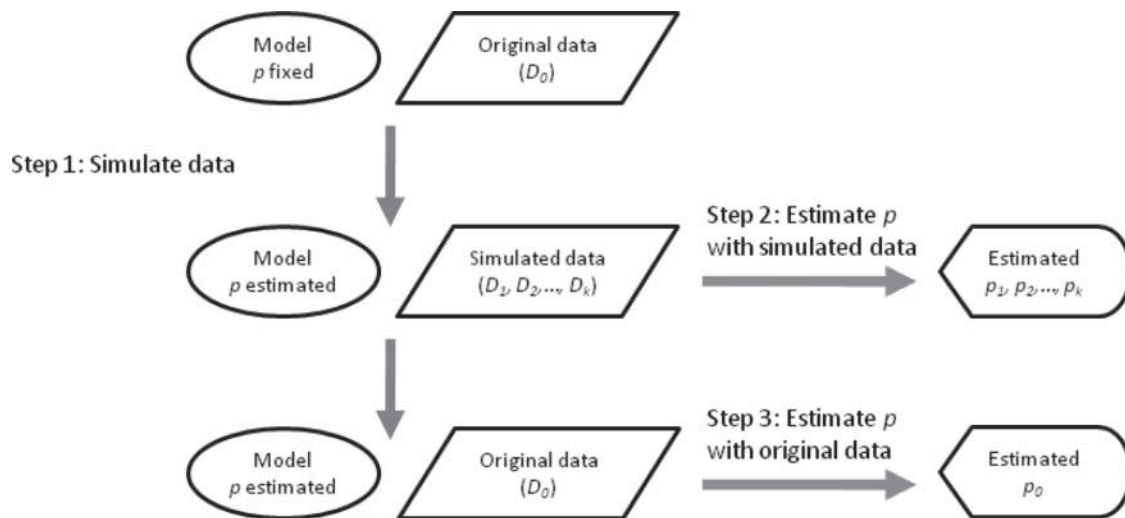 Model
p fixed
Original data
(D₀)
Step 1: Simulate data
Model
p estimated
Simulated data
(D₁, D₂,..., Dₖ)
Step 2: Estimate p
with simulated data
Estimated
p₁, p₂,..., pₖ
Model
p estimated
Original data
(D₀)
Step 3: Estimate p
with original data
Estimated
p₀